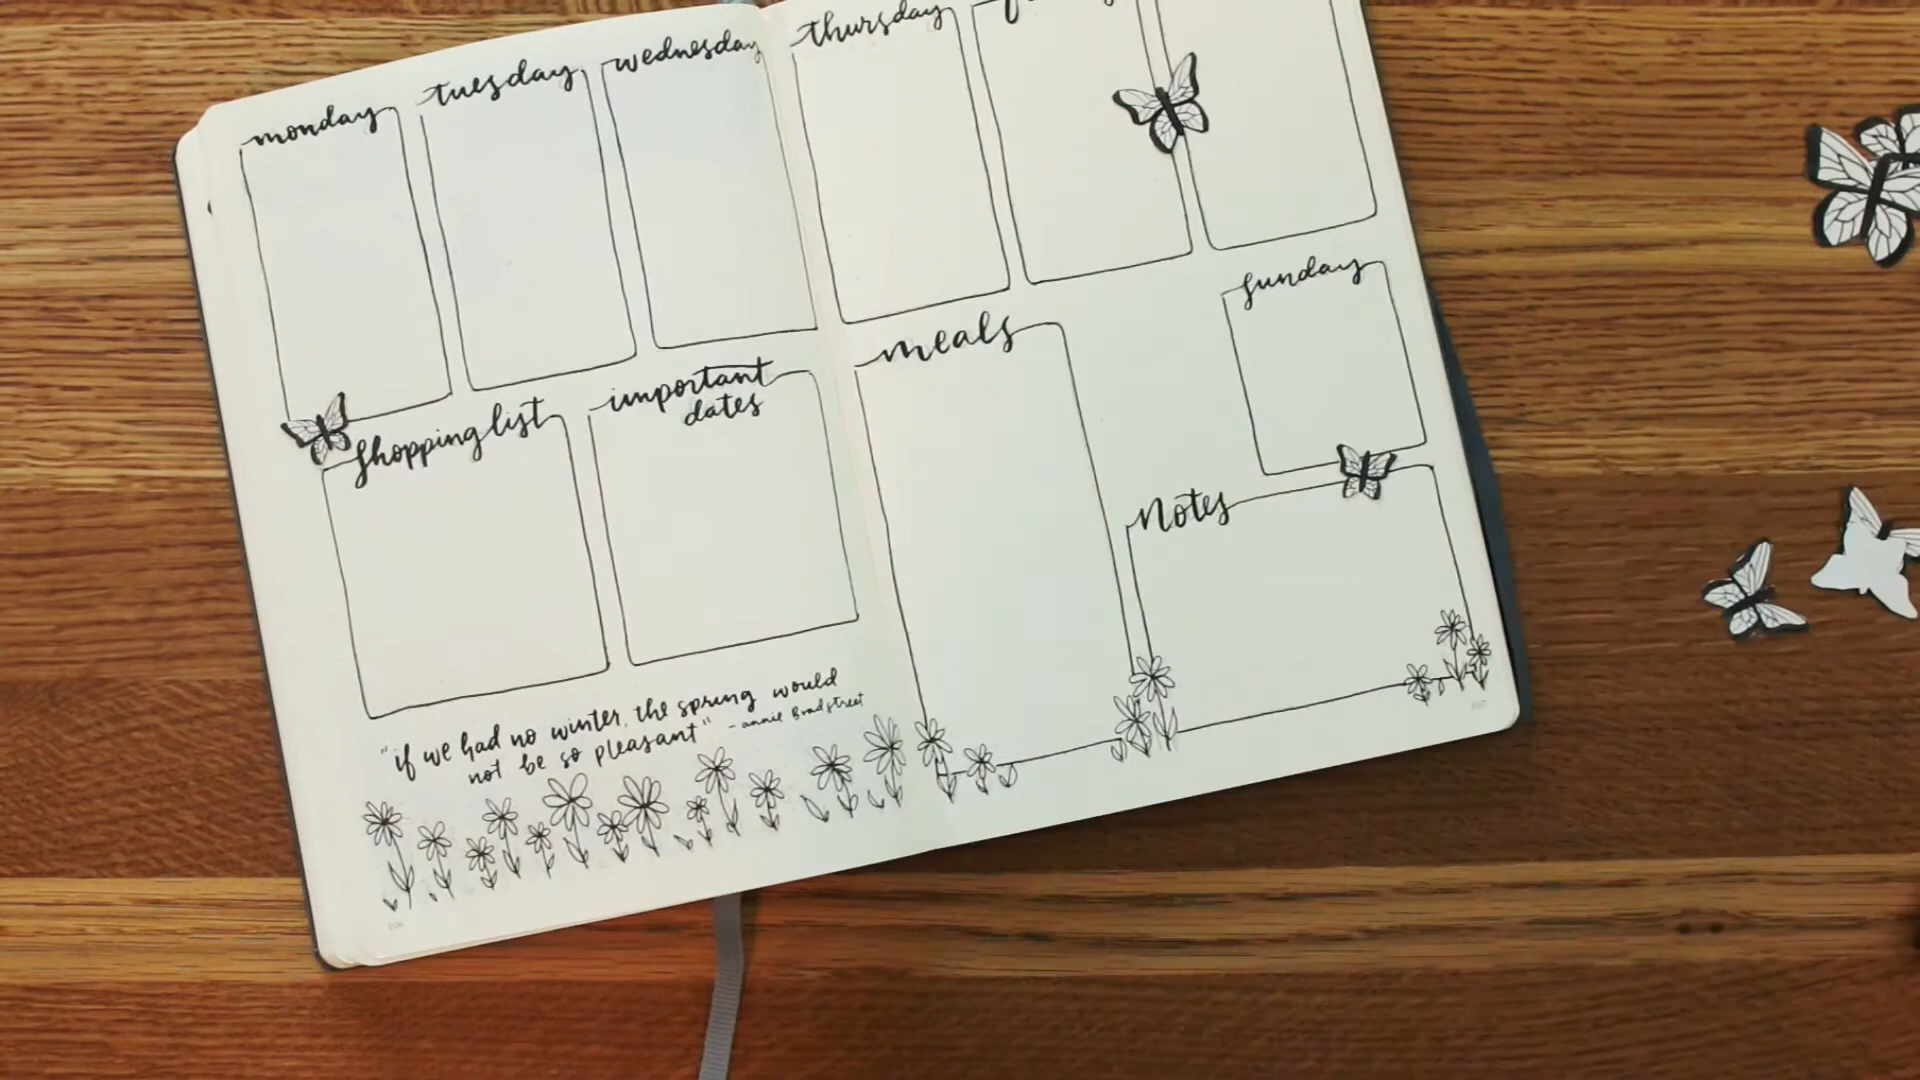 monday
tuesday
wednesday
thursday
sunday
shopping list
important
dates
meals
Notes
"if we had no winter, the spring would
not be so pleasant" - annie Bradstreet